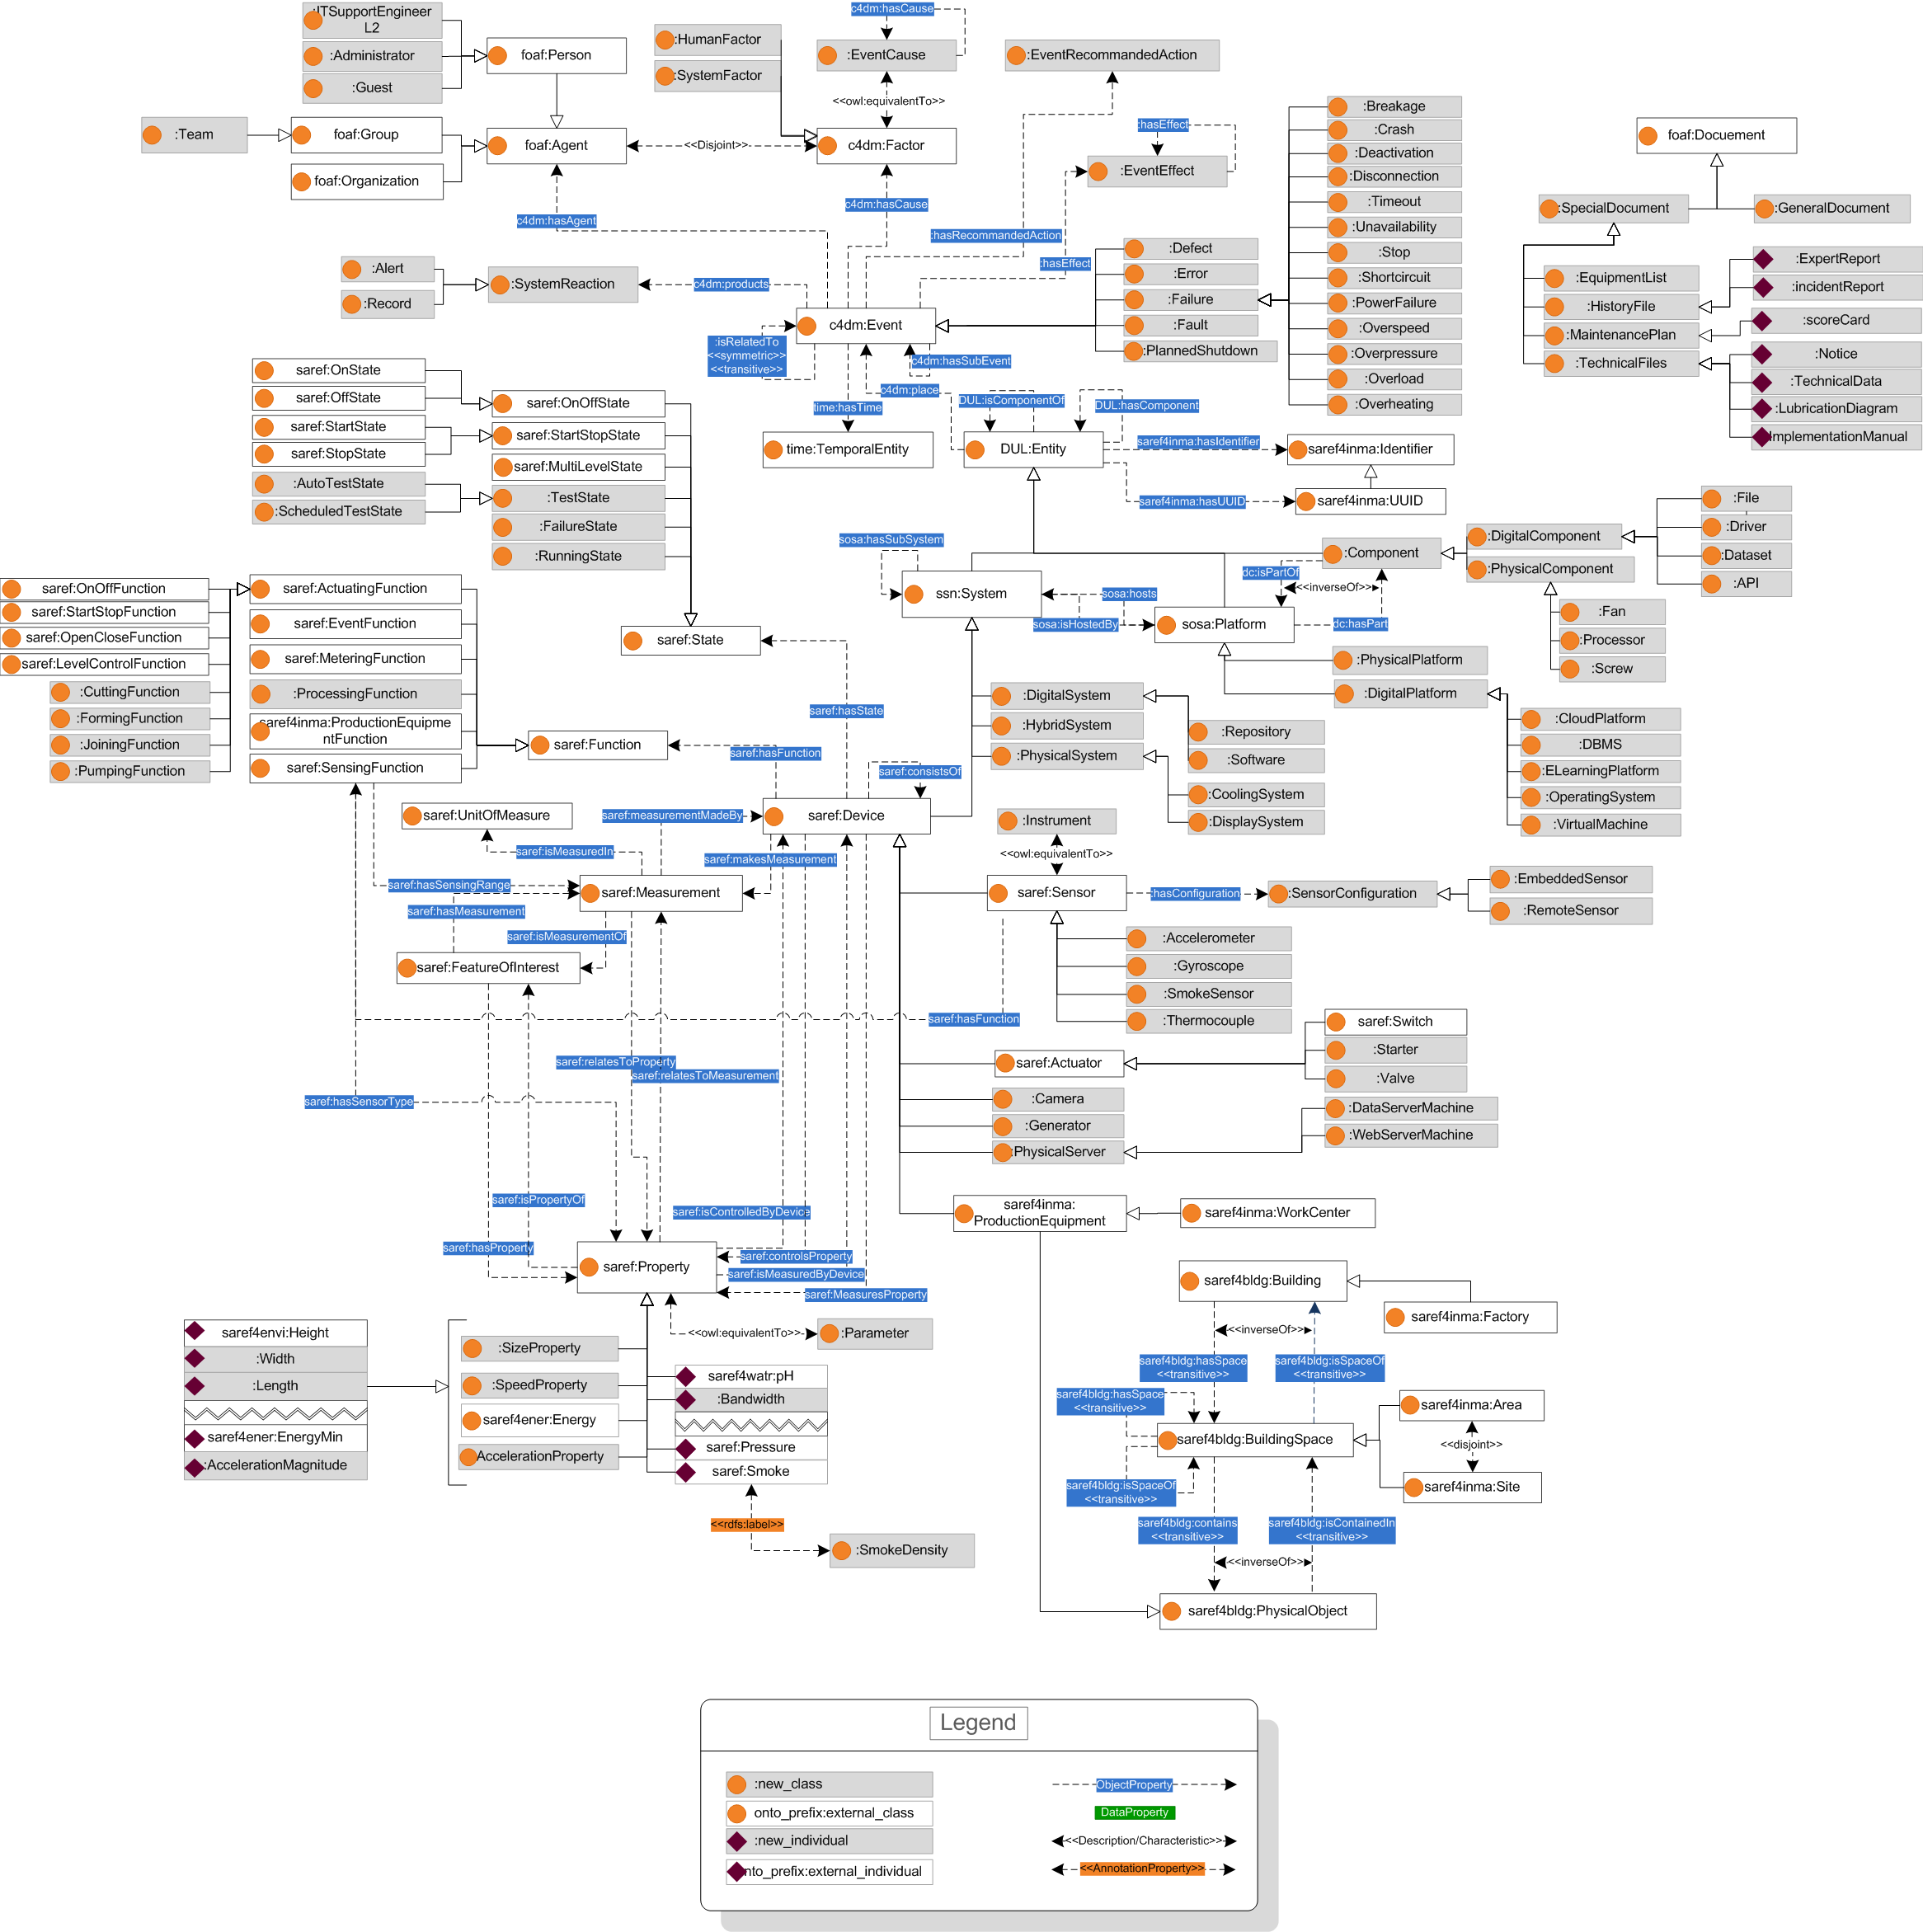 :ITSupportEngineer
L2
:Administrator
:Guest
foaf:Person
:Team
foaf:Group
foaf:Organization
foaf:Agent
<<Disjoint>>
:HumanFactor
:SystemFactor
c4dm:hasCause
:EventCause
<<owl:equivalentTo>>
c4dm:Factor
:EventRecommandedAction
:hasEffect
:EventEffect
c4dm:hasAgent
c4dm:hasCause
:hasRecommandedAction
:hasEffect
:Breakage
:Crash
:Deactivation
:Disconnection
:Timeout
:Unavailability
:Stop
:Shortcircuit
:PowerFailure
:Overspeed
:Overpressure
:Overload
:Overheating
foaf:Docuement
:SpecialDocument
:GeneralDocument
:EquipmentList
:HistoryFile
:MaintenancePlan
:TechnicalFiles
:ExpertReport
:incidentReport
:scoreCard
:Notice
:TechnicalData
:LubricationDiagram
ImplementationManual
:Defect
:Error
:Failure
:Fault
:PlannedShutdown
:Alert
:Record
:SystemReaction
c4dm:products
c4dm:Event
:isRelatedTo
<<symmetric>>
<<transitive>>
c4dm:hasSubEvent
c4dm:place
time:hasTime
time:TemporalEntity
DUL:isComponentOf
DUL:hasComponent
DUL:Entity
saref4inma:hasIdentifier
saref4inma:Identifier
saref4inma:hasUUID
saref4inma:UUID
saref:OnState
saref:OffState
saref:StartState
saref:StopState
:AutoTestState
:ScheduledTestState
saref:OnOffState
saref:StartStopState
saref:MultiLevelState
:TestState
:FailureState
:RunningState
saref:State
sosa:hasSubSystem
ssn:System
sosa:hosts
sosa:isHostedBy
sosa:Platform
dc:isPartOf
<<inverseOf>>
dc:hasPart
:Component
:DigitalComponent
:PhysicalComponent
:File
:Driver
:Dataset
:API
:Fan
:Processor
:Screw
:PhysicalPlatform
:DigitalPlatform
:CloudPlatform
:DBMS
:ELearningPlatform
:OperatingSystem
:VirtualMachine
saref:OnOffFunction
saref:StartStopFunction
saref:OpenCloseFunction
saref:LevelControlFunction
:CuttingFunction
:FormingFunction
:JoiningFunction
:PumpingFunction
saref:ActuatingFunction
saref:EventFunction
saref:MeteringFunction
:ProcessingFunction
saref4inma:ProductionEquipme
ntFunction
saref:SensingFunction
saref:Function
saref:hasFunction
saref:hasState
saref:consistsOf
:DigitalSystem
:HybridSystem
:PhysicalSystem
:Repository
:Software
:CoolingSystem
:DisplaySystem
saref:UnitOfMeasure
saref:measurementMadeBy
saref:Device
saref:isMeasuredIn
saref:makesMeasurement
saref:hasSensingRange
saref:Measurement
saref:hasMeasurement
saref:isMeasurementOf
saref:FeatureOfInterest
:Instrument
<<owl:equivalentTo>>
saref:Sensor
:hasConfiguration
:SensorConfiguration
:EmbeddedSensor
:RemoteSensor
:Accelerometer
:Gyroscope
:SmokeSensor
:Thermocouple
saref:hasFunction
saref:relatesToProperty
saref:relatesToMeasurement
saref:hasSensorType
saref:Actuator
saref:Switch
:Starter
:Valve
:Camera
:Generator
:PhysicalServer
:DataServerMachine
:WebServerMachine
saref:isPropertyOf
saref:isControlledByDevice
saref:hasProperty
saref:Property
saref:controlsProperty
saref:isMeasuredByDevice
saref:MeasuresProperty
<<owl:equivalentTo>>
:Parameter
saref4inma:
ProductionEquipment
saref4inma:WorkCenter
saref4bldg:Building
saref4inma:Factory
<<inverseOf>>
saref4bldg:hasSpace
<<transitive>>
saref4bldg:isSpaceOf
<<transitive>>
saref4bldg:hasSpace
<<transitive>>
saref4bldg:BuildingSpace
saref4inma:Area
<<disjoint>>
saref4inma:Site
saref4bldg:isSpaceOf
<<transitive>>
saref4bldg:contains
<<transitive>>
saref4bldg:isContainedIn
<<transitive>>
<<inverseOf>>
saref4bldg:PhysicalObject
saref4envi:Height
:Width
:Length
saref4ener:EnergyMin
:AccelerationMagnitude
:SizeProperty
:SpeedProperty
saref4ener:Energy
AccelerationProperty
saref4watr:pH
:Bandwidth
saref:Pressure
saref:Smoke
<<rdfs:label>>
:SmokeDensity
Legend
:new_class
onto_prefix:external_class
:new_individual
nto_prefix:external_individual
ObjectProperty
DataProperty
<<Description/Characteristic>>
<<AnnotationProperty>>